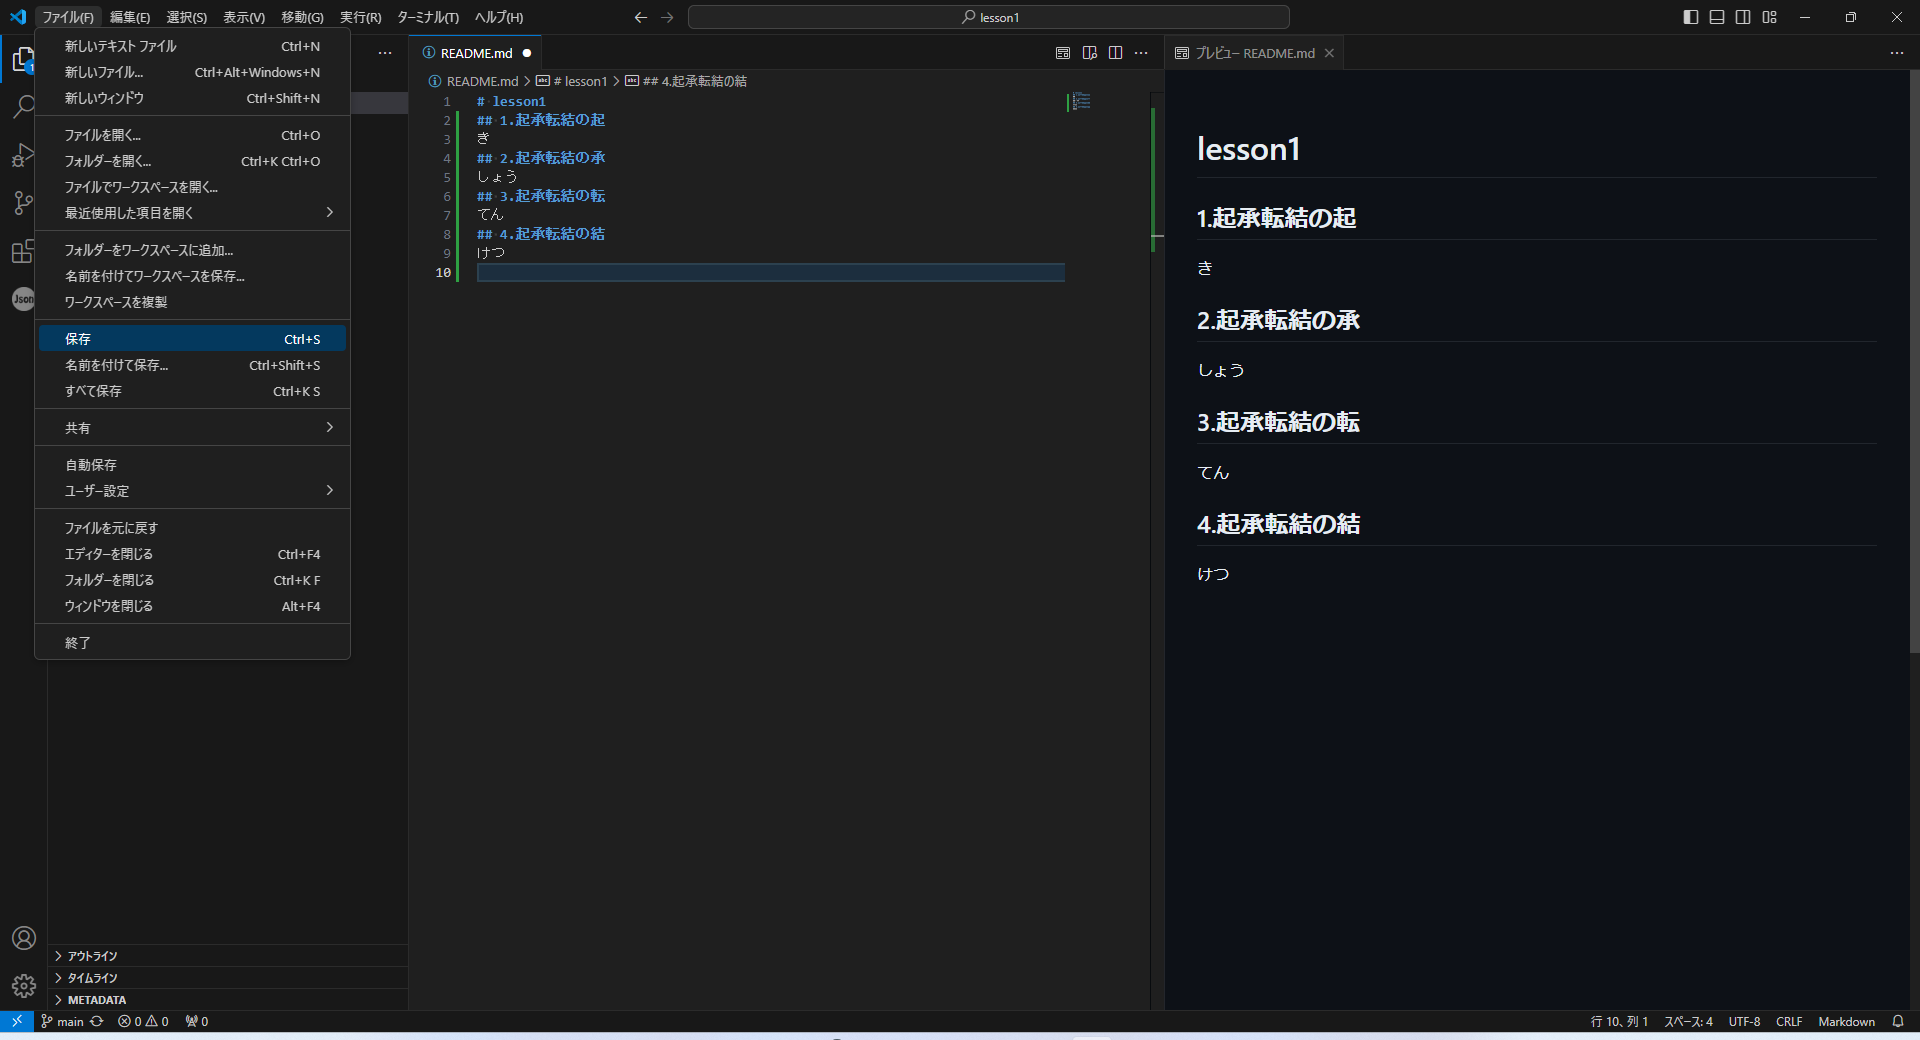 ファイル(F) 編集(E) 選択(S) 表示(V) 移動(G) 実行(R) ターミナル(T) ヘルプ(H) lesson1
新しいテキスト ファイル Ctrl+N
新しいファイル... Ctrl+Alt+Windows+N
新しいウィンドウ Ctrl+Shift+N
ファイルを開く... Ctrl+O
フォルダーを開く... Ctrl+K Ctrl+O
ファイルでワークスペースを開く...
最近使用した項目を開く
フォルダーをワークスペースに追加...
名前を付けてワークスペースを保存...
ワークスペースを複製
保存 Ctrl+S
名前を付けて保存... Ctrl+Shift+S
すべて保存 Ctrl+K S
共有
自動保存
ユーザー設定
ファイルを元に戻す
エディターを閉じる Ctrl+F4
フォルダーを閉じる Ctrl+K F
ウィンドウを閉じる Alt+F4
終了
1
Json
アウトライン
タイムライン
METADATA
README.md
README.md > # lesson1 > ## 4.起承転結の結
1 # lesson1
2 ## 1.起承転結の起
3 き
4 ## 2.起承転結の承
5 しょう
6 ## 3.起承転結の転
7 てん
8 ## 4.起承転結の結
9 けつ
10
プレビュー README.md
lesson1
1.起承転結の起
き
2.起承転結の承
しょう
3.起承転結の転
てん
4.起承転結の結
けつ
main 0 0 0 行 10、列 1 スペース: 4 UTF-8 CRLF Markdown